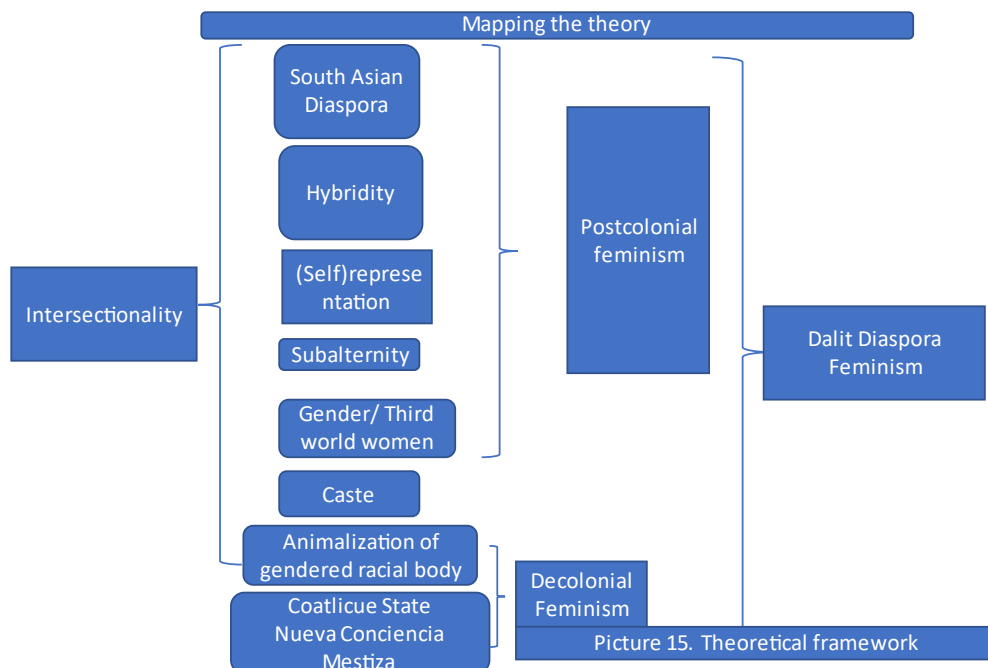 Mapping the theory
South Asian
Diaspora
Hybridity
(Self)represe
ntation
Subalternity
Gender/ Third
world women
Caste
Animalization of
gendered racial body
Coatlicue State
Nueva Conciencia
Mestiza
Intersectionality
Postcolonial
feminism
Decolonial
Feminism
Dalit Diaspora
Feminism
Picture 15. Theoretical framework